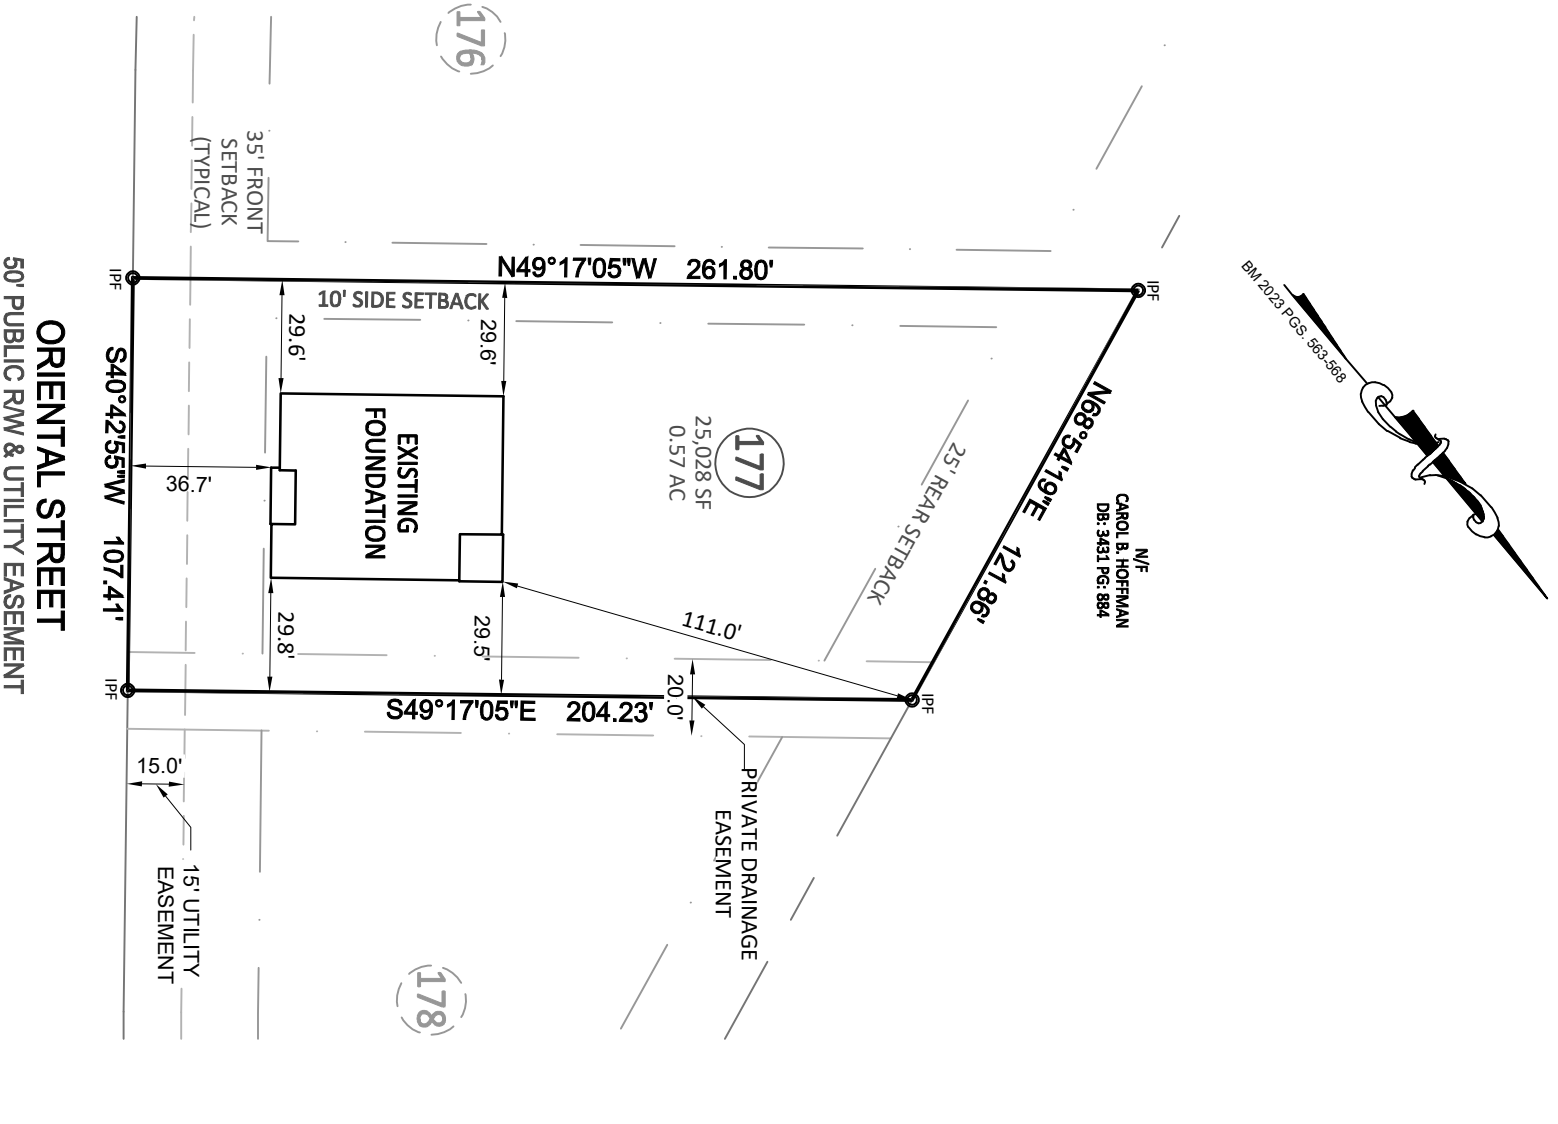 176
35' FRONT
SETBACK
(TYPICAL)
IPF
N49°17'05"W 261.80'
IPF
10' SIDE SETBACK
29.6'
29.6'
BM 2023 PGS. 563-568
N68°54'19"E 121.86'
N/F
CAROL B. HOFFMAN
DB: 3431 PG: 884
177
25,028 SF
0.57 AC
25' REAR SETBACK
EXISTING
FOUNDATION
36.7'
S40°42'55"W 107.41'
ORIENTAL STREET
50' PUBLIC R/W & UTILITY EASEMENT
29.8'
29.5'
111.0'
20.0'
IPF
IPF
S49°17'05"E 204.23'
15.0'
PRIVATE DRAINAGE
EASEMENT
15' UTILITY
EASEMENT
178